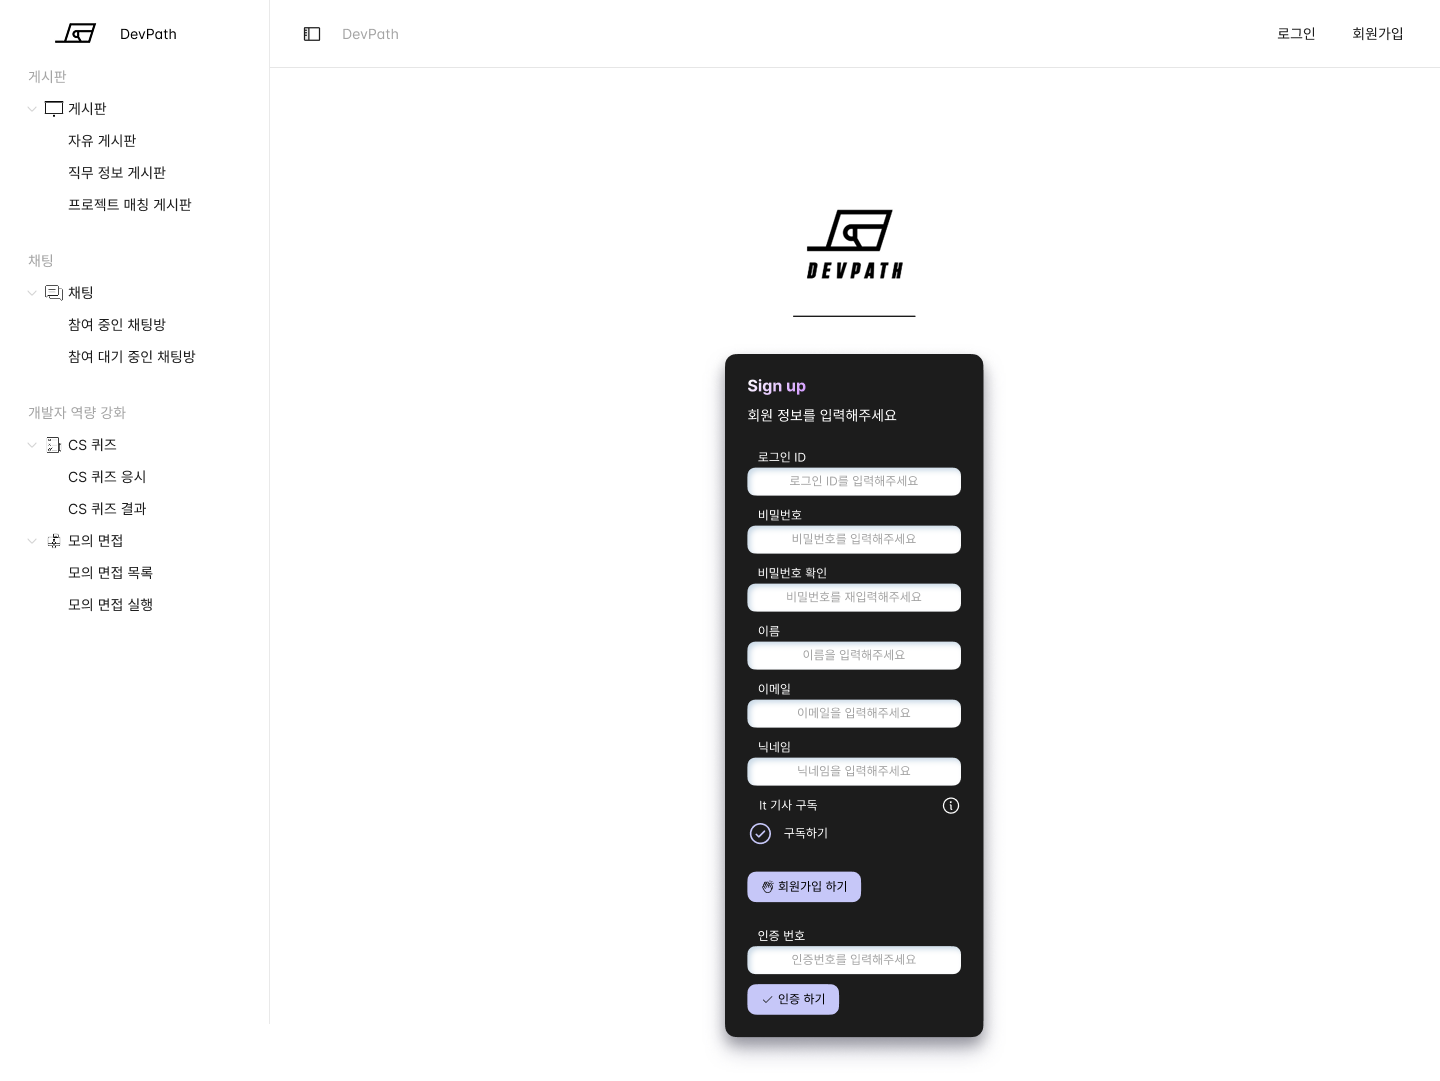 DevPath
게시판
게시판
자유 게시판
직무 정보 게시판
프로젝트 매칭 게시판
채팅
채팅
참여 중인 채팅방
참여 대기 중인 채팅방
개발자 역량 강화
CS 퀴즈
CS 퀴즈 응시
CS 퀴즈 결과
모의 면접
모의 면접 목록
모의 면접 실행
DevPath
로그인
회원가입
DEVPATH
Sign up
회원 정보를 입력해주세요
로그인 ID
로그인 ID를 입력해주세요
비밀번호
비밀번호를 입력해주세요
비밀번호 확인
비밀번호를 재입력해주세요
이름
이름을 입력해주세요
이메일
이메일을 입력해주세요
닉네임
닉네임을 입력해주세요
It 기사 구독
구독하기
회원가입 하기
인증 번호
인증번호를 입력해주세요
인증 하기